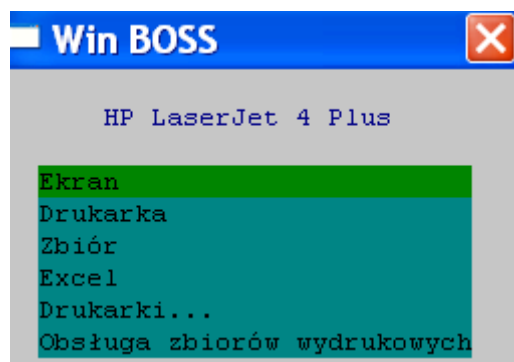 Win BOSS
HP LaserJet 4 Plus
Ekran
Drukarka
Zbiór
Excel
Drukarki...
Obsługa zbiorów wydrukowych